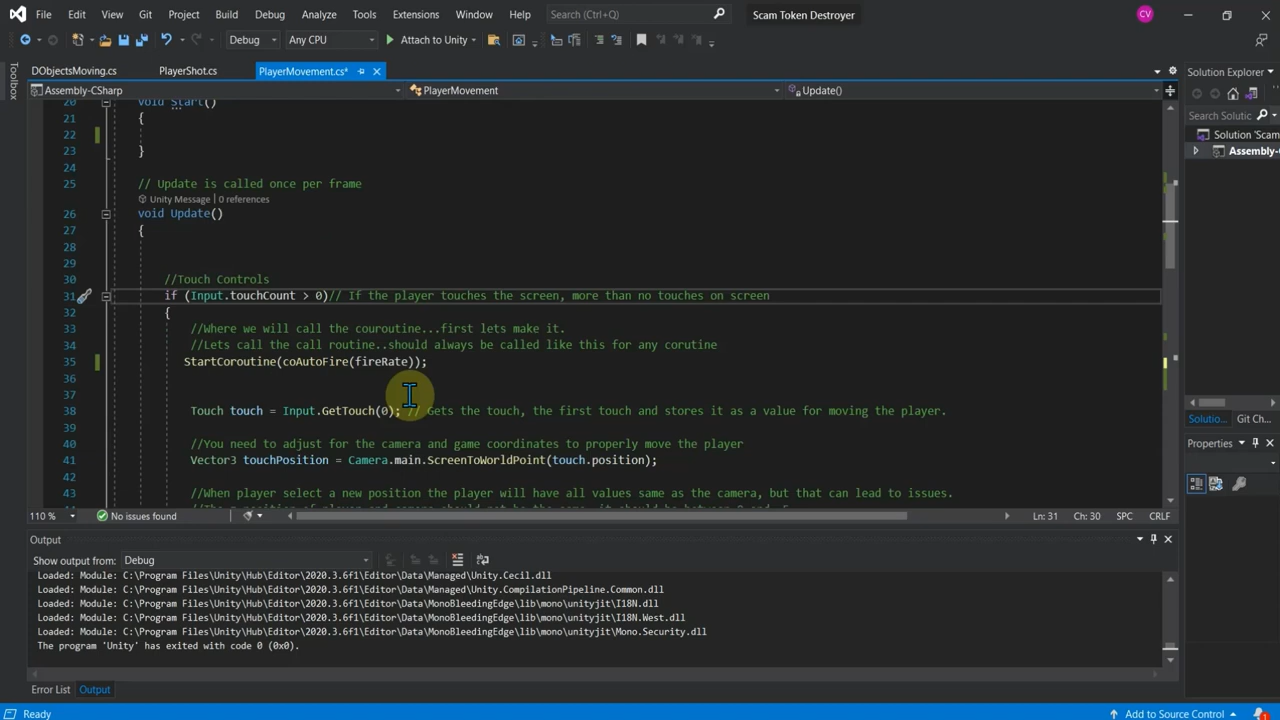 File Edit View Git Project Build Debug Analyze Tools Extensions Window Help Search (Ctrl+Q) Scam Token Destroyer CV
Debug Any CPU Attach to Unity
Toolbox
DObjectsMoving.cs PlayerShot.cs PlayerMovement.cs*
Assembly-CSharp PlayerMovement Update()
20 void Start()
21 {
22
23 }
24
25 // Update is called once per frame
Unity Message | 0 references
26 void Update()
27 {
28
29
30 //Touch Controls
31 if (Input.touchCount > 0)// If the player touches the screen, more than no touches on screen
32 {
33 //Where we will call the couroutine...first lets make it.
34 //Lets call the call routine..should always be called like this for any corutine
35 StartCoroutine(coAutoFire(fireRate));
36
37
38 Touch touch = Input.GetTouch(0); // Gets the touch, the first touch and stores it as a value for moving the player.
39
40 //You need to adjust for the camera and game coordinates to properly move the player
41 Vector3 touchPosition = Camera.main.ScreenToWorldPoint(touch.position);
42
43 //When player select a new position the player will have all values same as the camera, but that can lead to issues.
110 % No issues found Ln: 31 Ch: 30 SPC CRLF
Output
Show output from: Debug
Loaded: Module: C:\Program Files\Unity\Hub\Editor\2020.3.6f1\Editor\Data\Managed\Unity.Cecil.dll
Loaded: Module: C:\Program Files\Unity\Hub\Editor\2020.3.6f1\Editor\Data\Managed\Unity.CompilationPipeline.Common.dll
Loaded: Module: C:\Program Files\Unity\Hub\Editor\2020.3.6f1\Editor\Data\MonoBleedingEdge\lib\mono\unityjit\I18N.dll
Loaded: Module: C:\Program Files\Unity\Hub\Editor\2020.3.6f1\Editor\Data\MonoBleedingEdge\lib\mono\unityjit\I18N.West.dll
Loaded: Module: C:\Program Files\Unity\Hub\Editor\2020.3.6f1\Editor\Data\MonoBleedingEdge\lib\mono\unityjit\Mono.Security.dll
The program 'Unity' has exited with code 0 (0x0).
Error List Output
Solution Explorer
Search Solutic
Solution 'Scam
Assembly-C
Solutio... Git Ch...
Properties
Ready Add to Source Control